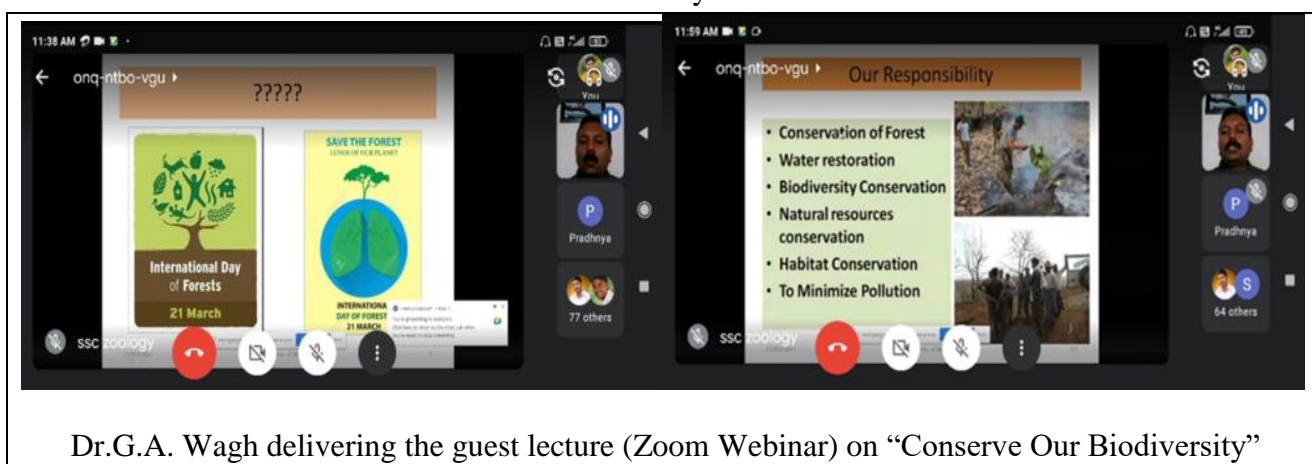 11:38 AM
onq-ntbo-vgu
?????
International Day
of Forests
21 March
SAVE THE FOREST
LUNGS OF OUR PLANET
INTERNATIONA
DAY OF FOREST
21 MARCH
You
P
Pradhnya
77 others
ssc zoology
11:59 AM
onq-ntbo-vgu
Our Responsibility
• Conservation of Forest
• Water restoration
• Biodiversity Conservation
• Natural resources
conservation
• Habitat Conservation
• To Minimize Pollution
You
P
Pradhnya
S
64 others
ssc zoology
Dr.G.A. Wagh delivering the guest lecture (Zoom Webinar) on “Conserve Our Biodiversity”